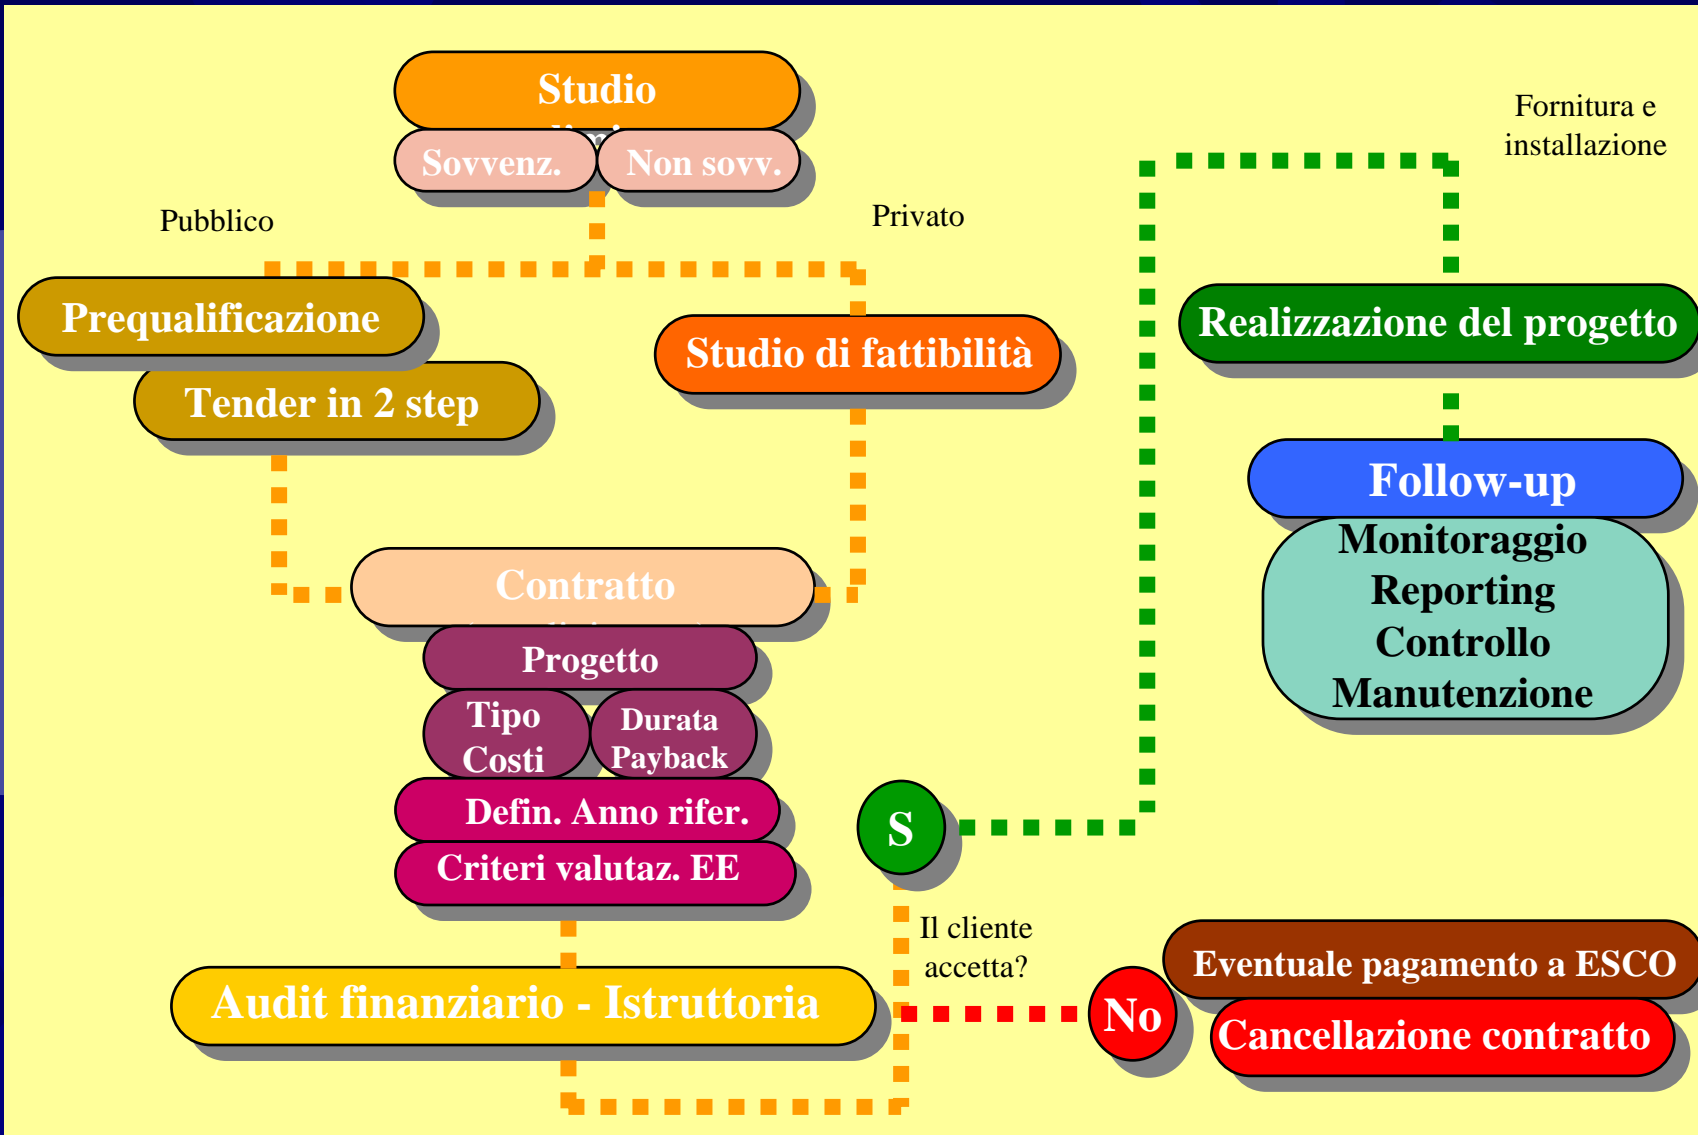 Studio
Sovvenz.
Non sovv.
Pubblico
Privato
Prequalificazione
Tender in 2 step
Studio di fattibilità
Contratto
Progetto
Tipo
Costi
Durata
Payback
Defin. Anno rifer.
Criteri valutaz. EE
Audit finanziario - Istruttoria
S
Il cliente
accetta?
No
Eventuale pagamento a ESCO
Cancellazione contratto
Fornitura e
installazione
Realizzazione del progetto
Follow-up
Monitoraggio
Reporting
Controllo
Manutenzione